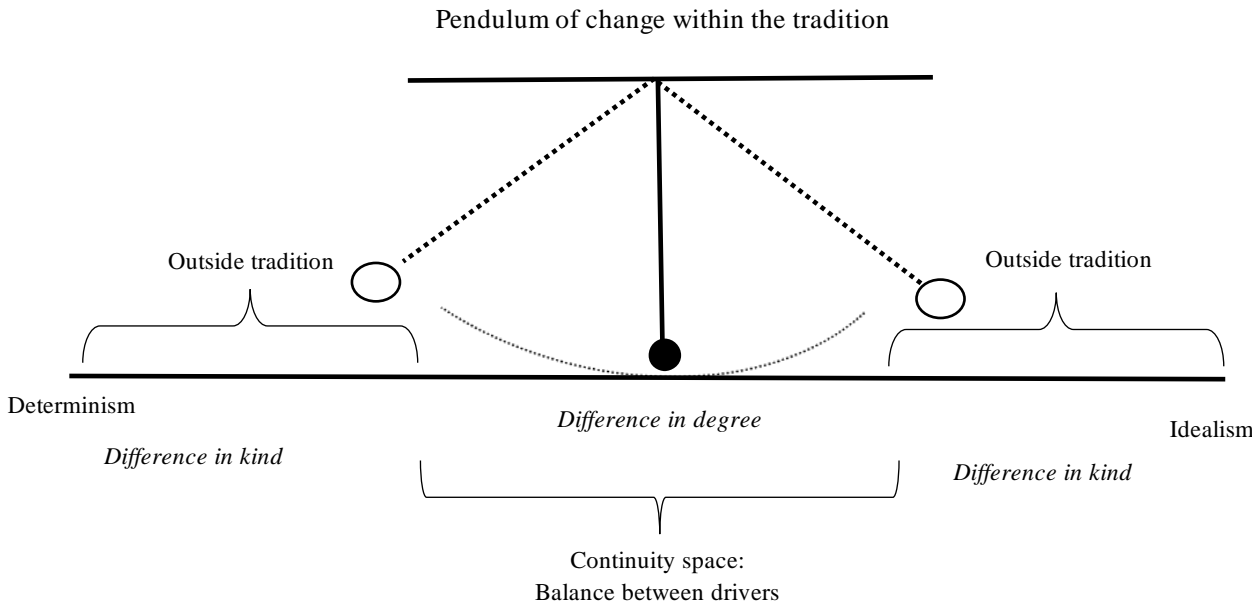 Pendulum of change within the tradition
Outside tradition
Outside tradition
Determinism
Difference in degree
Idealism
Difference in kind
Difference in kind
Continuity space:
Balance between drivers